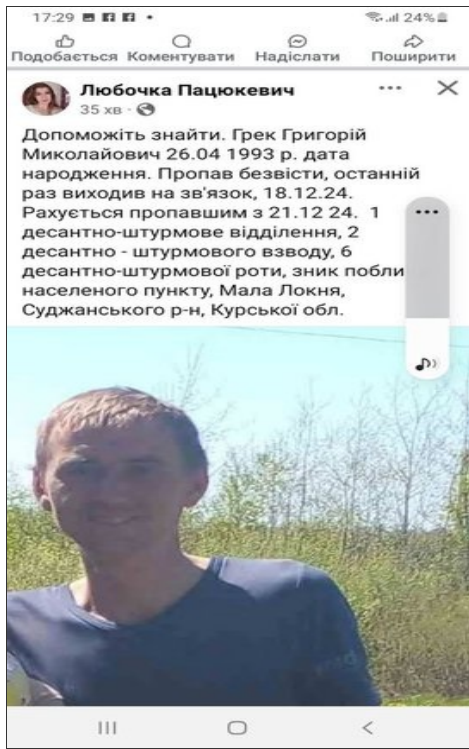 17:29
24%
Подобається Коментувати Надіслати Поширити
Любочка Пацюкевич
35 хв
Допоможіть знайти. Грек Григорій
Миколайович 26.04 1993 р. дата
народження. Пропав безвісти, останній
раз виходив на зв'язок, 18.12.24.
Рахується пропавшим з 21.12 24. 1
десантно-штурмове відділення, 2
десантно - штурмового взводу, 6
десантно-штурмової роти, зник побли
населеного пункту, Мала Локня,
Суджанського р-н, Курської обл.